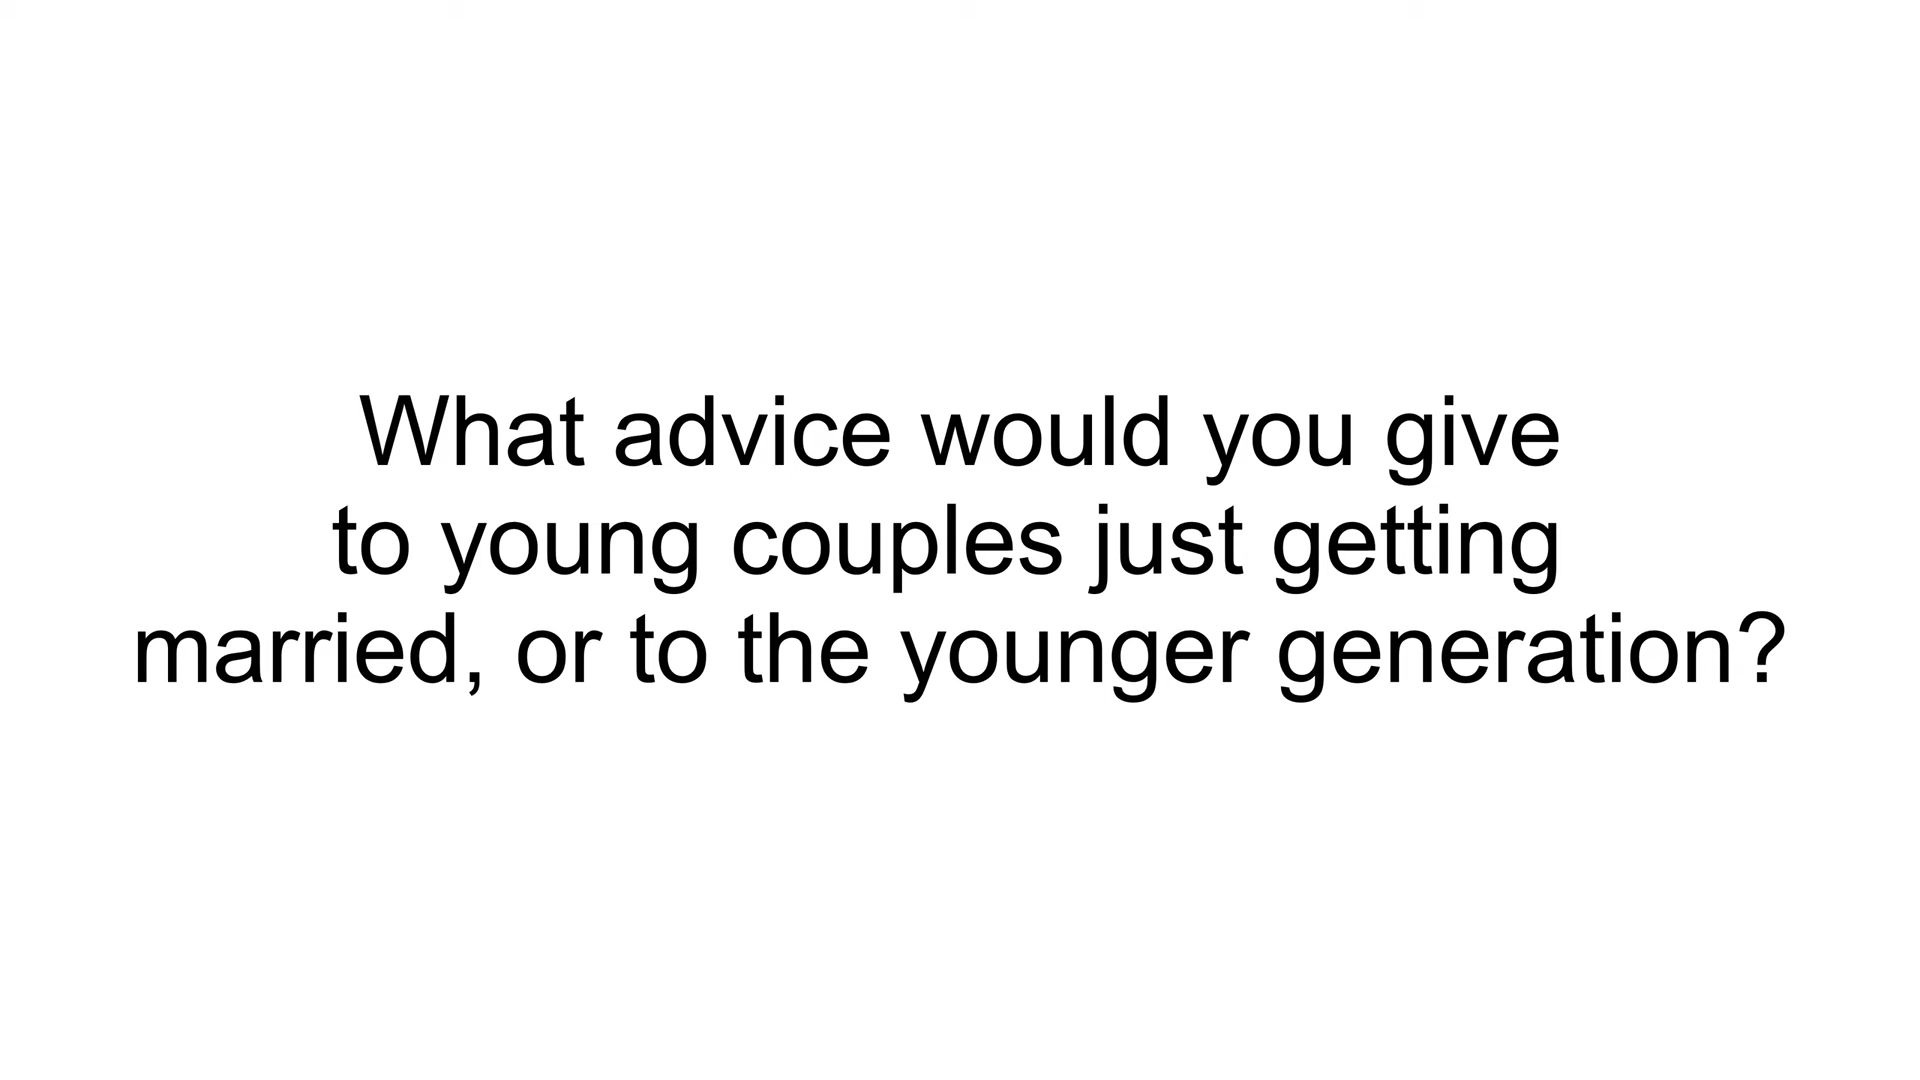 What advice would you give
to young couples just getting
married, or to the younger generation?